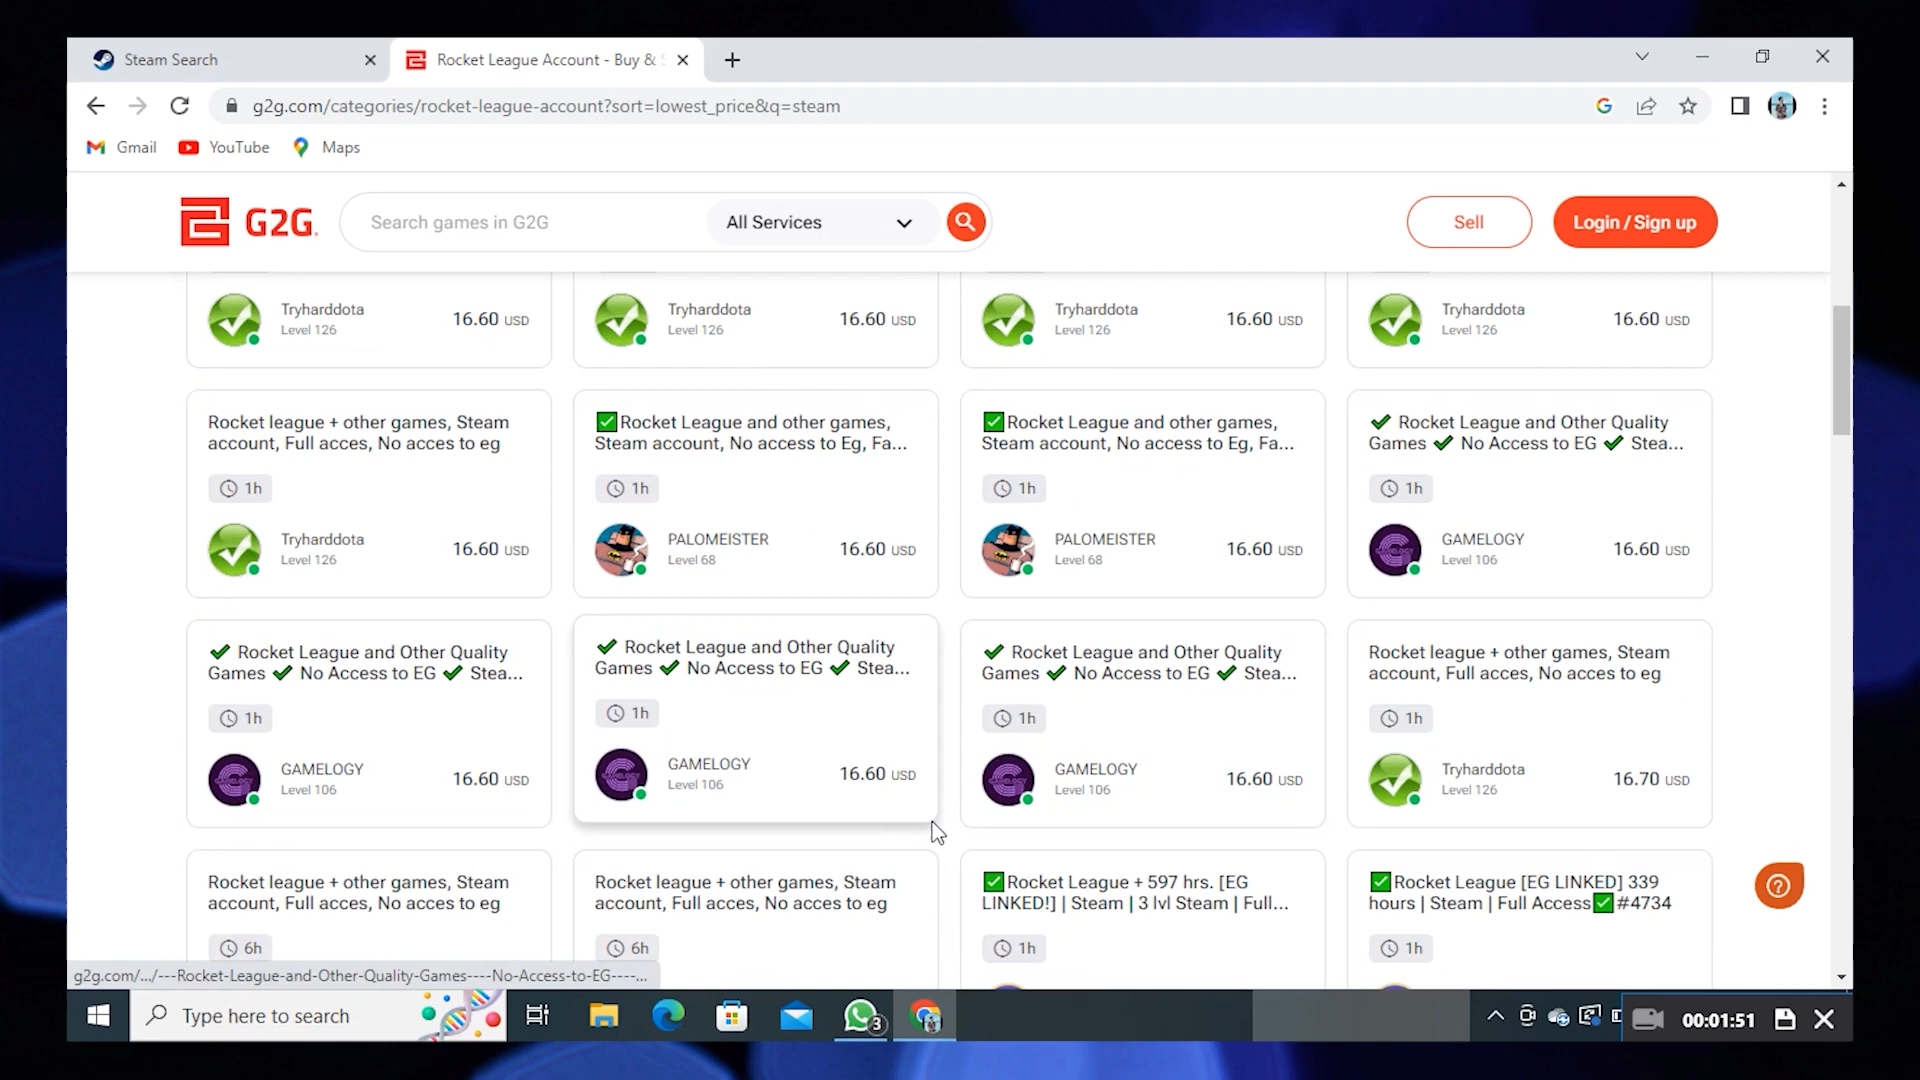 Steam Search
Rocket League Account - Buy &
g2g.com/categories/rocket-league-account?sort=lowest_price&q=steam
Gmail
YouTube
Maps
G2G.
Search games in G2G
All Services
Sell
Login / Sign up
Tryharddota
Level 126
16.60 USD
Tryharddota
Level 126
16.60 USD
Tryharddota
Level 126
16.60 USD
Tryharddota
Level 126
16.60 USD
Rocket league + other games, Steam
account, Full acces, No acces to eg
1h
Tryharddota
Level 126
16.60 USD
✅Rocket League and other games,
Steam account, No access to Eg, Fa...
1h
PALOMEISTER
Level 68
16.60 USD
✅Rocket League and other games,
Steam account, No access to Eg, Fa...
1h
PALOMEISTER
Level 68
16.60 USD
✔ Rocket League and Other Quality
Games ✔ No Access to EG ✔ Stea...
1h
GAMELOGY
Level 106
16.60 USD
✔ Rocket League and Other Quality
Games ✔ No Access to EG ✔ Stea...
1h
GAMELOGY
Level 106
16.60 USD
✔ Rocket League and Other Quality
Games ✔ No Access to EG ✔ Stea...
1h
GAMELOGY
Level 106
16.60 USD
✔ Rocket League and Other Quality
Games ✔ No Access to EG ✔ Stea...
1h
GAMELOGY
Level 106
16.60 USD
Rocket league + other games, Steam
account, Full acces, No acces to eg
1h
Tryharddota
Level 126
16.70 USD
Rocket league + other games, Steam
account, Full acces, No acces to eg
6h
Rocket league + other games, Steam
account, Full acces, No acces to eg
6h
✅Rocket League + 597 hrs. [EG
LINKED!] | Steam | 3 lvl Steam | Full...
1h
✅Rocket League [EG LINKED] 339
hours | Steam | Full Access✅#4734
1h
g2g.com/.../---Rocket-League-and-Other-Quality-Games----No-Access-to-EG----...
Type here to search
3
00:01:51